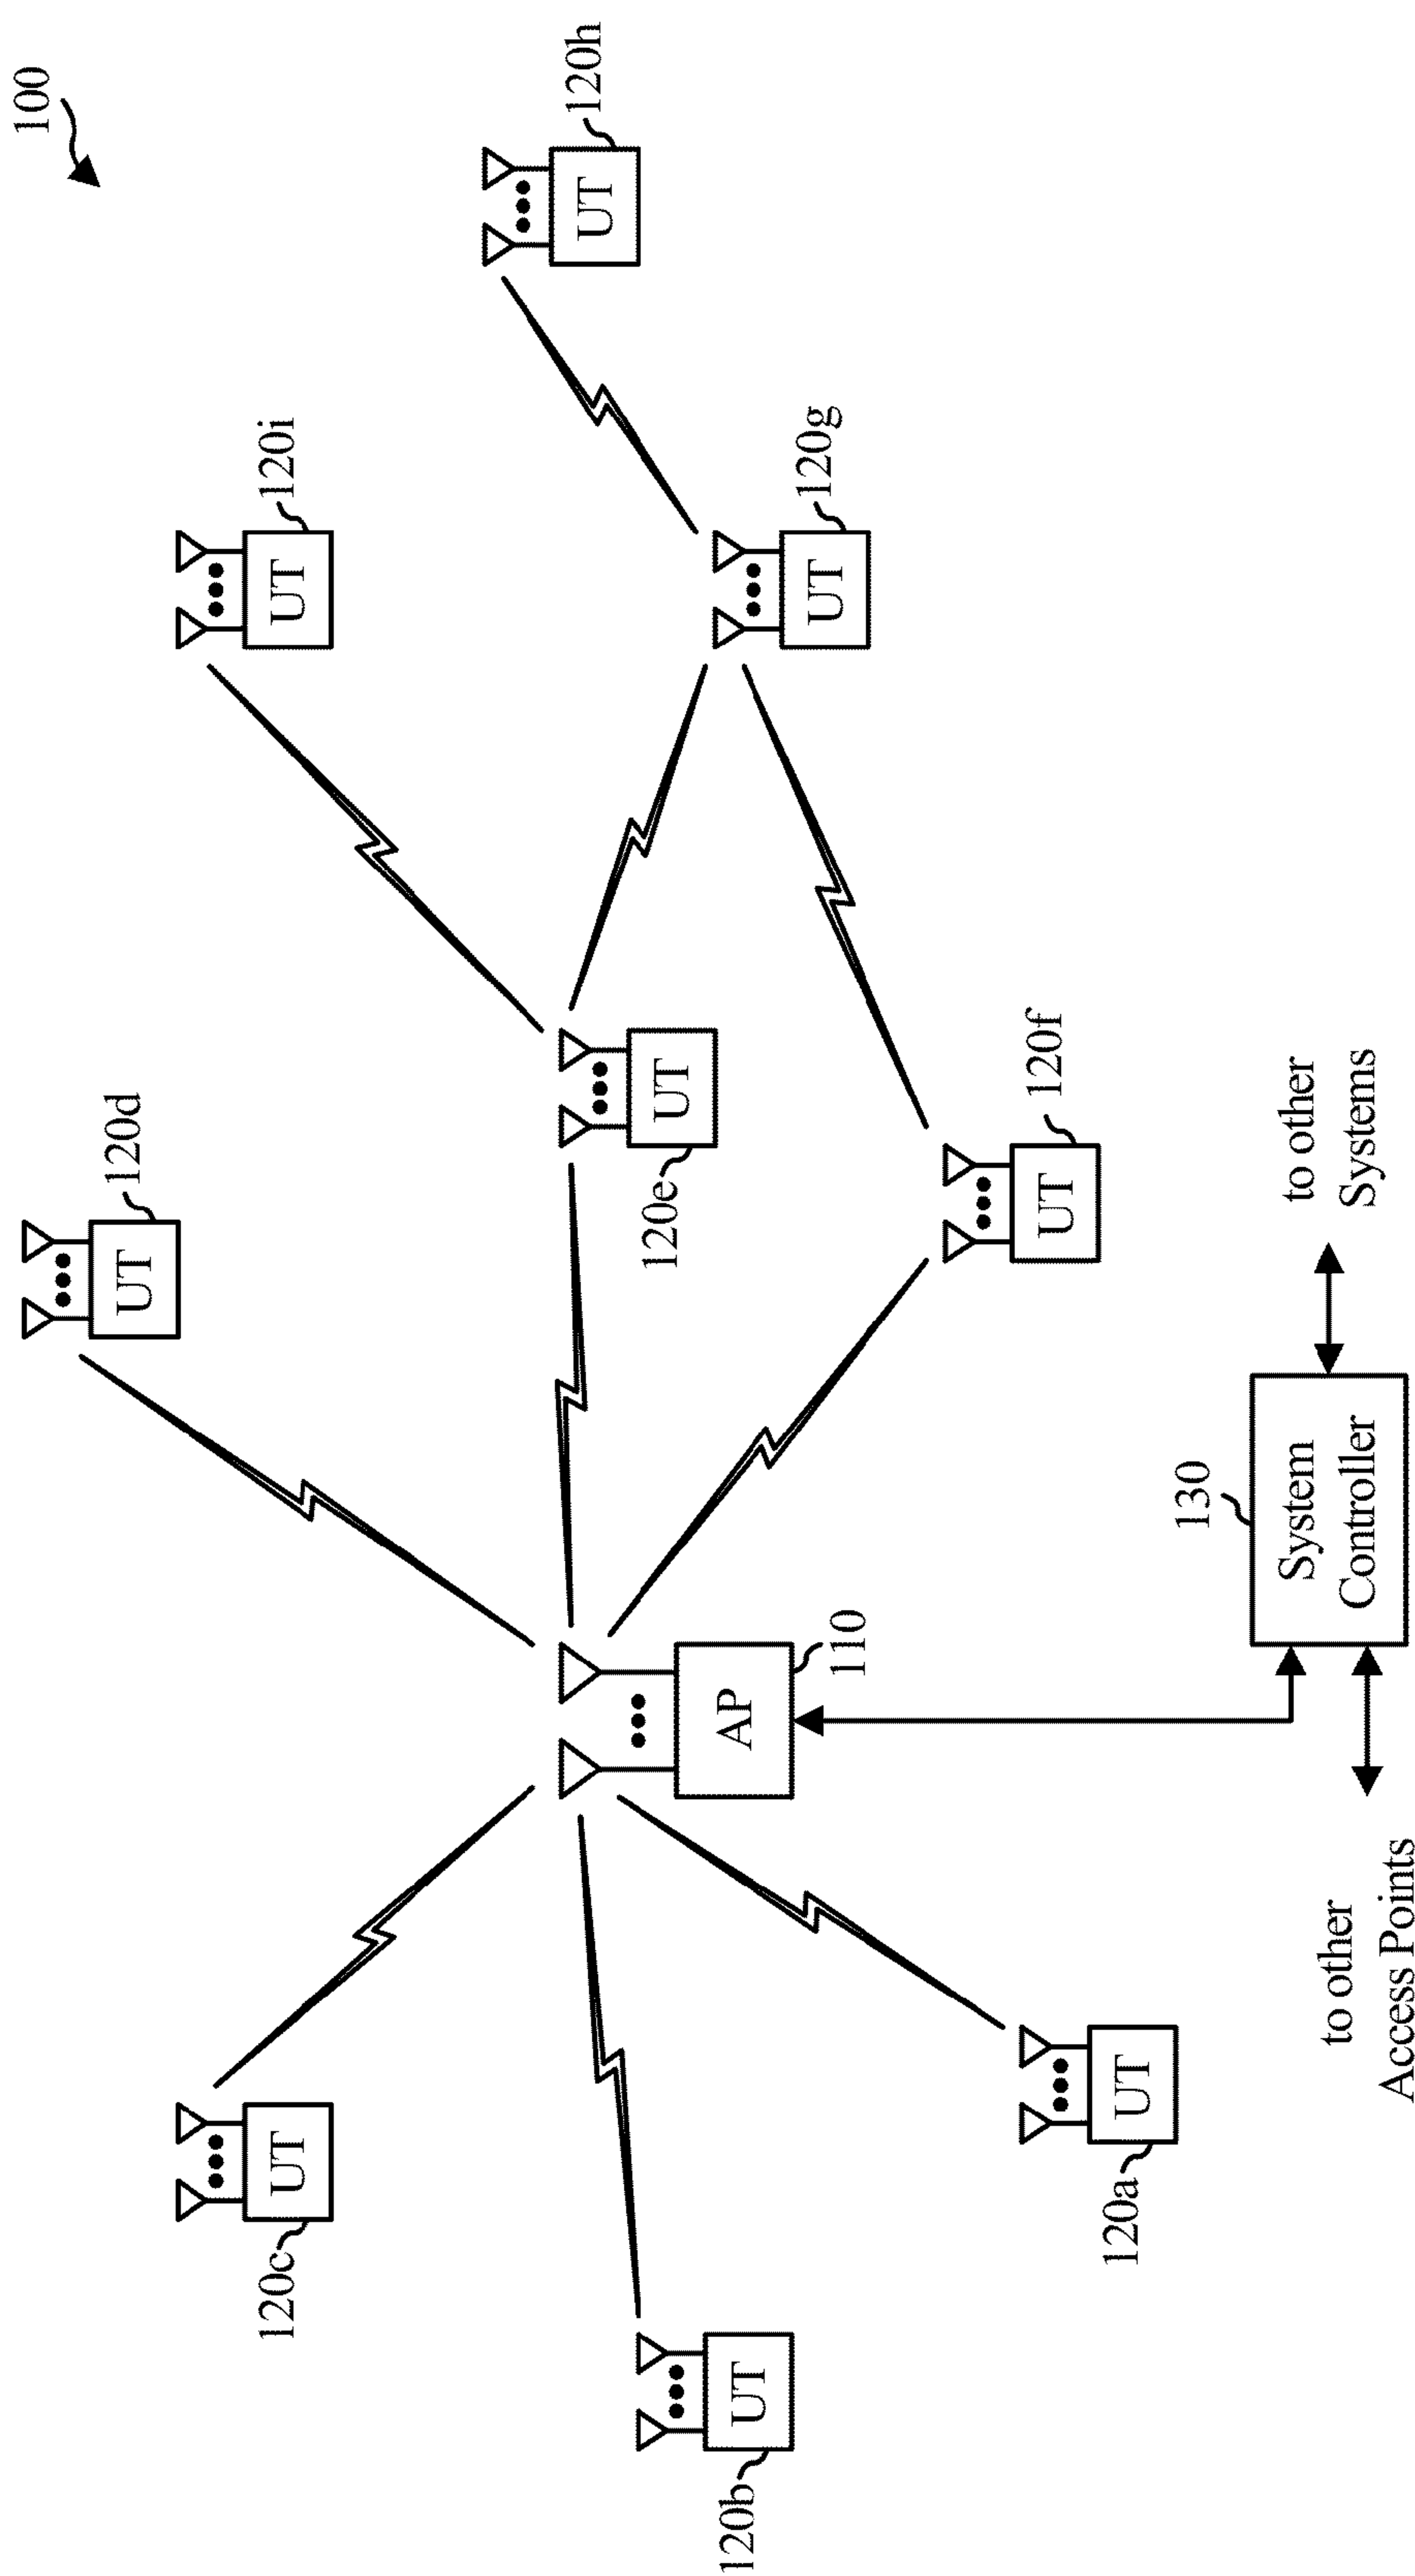 100
UT
120d
UT
120c
UT
120i
UT
120h
UT
120b
AP
110
UT
120e
UT
120g
UT
120a
UT
120f
130
System
Controller
to other
Access Points
to other
Systems